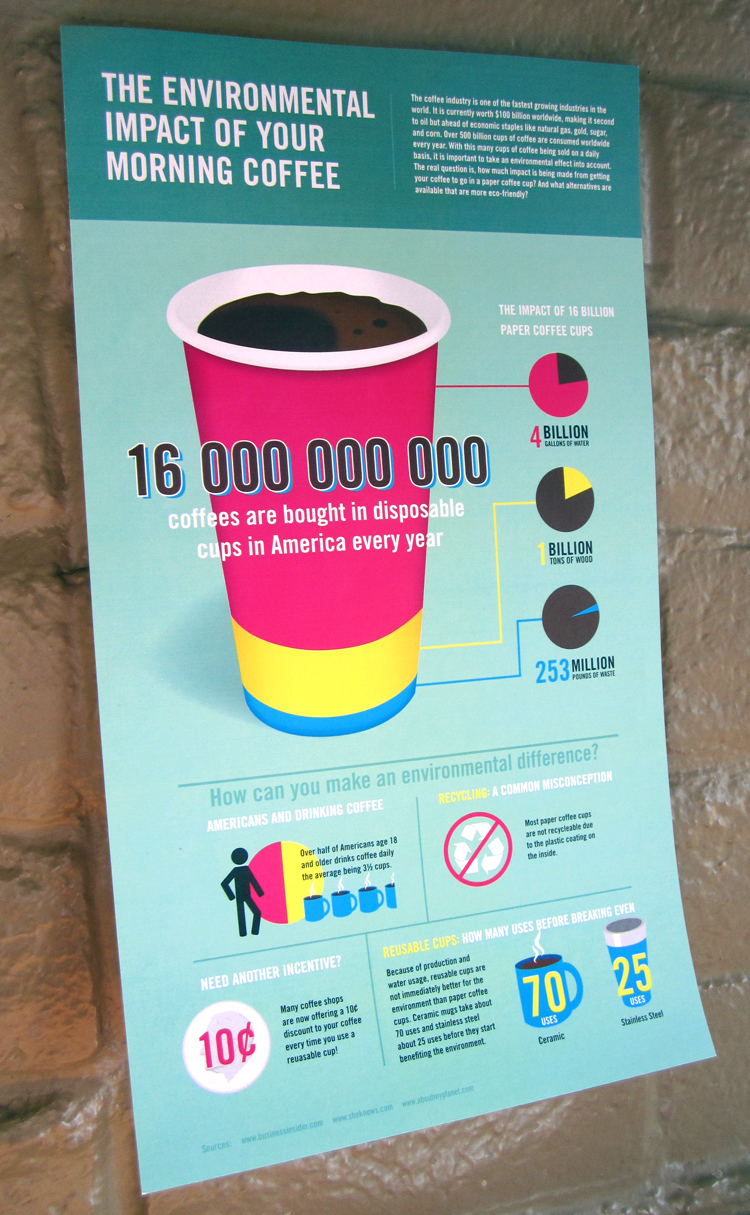 THE ENVIRONMENTAL
IMPACT OF YOUR
MORNING COFFEE
The coffee industry is one of the fastest growing industries in the
world. It is currently worth $100 billion worldwide, making it second
to oil but ahead of economic staples like natural gas, gold, sugar,
and corn. Over 500 billion cups of coffee are consumed worldwide
every year. With this many cups of coffee being sold on a daily
basis, it is important to take an environmental effect into account.
The real question is, how much impact is being made from getting
your coffee to go in a paper coffee cup? And what alternatives are
available that are more eco-friendly?
THE IMPACT OF 16 BILLION
PAPER COFFEE CUPS
4 BILLION
GALLONS OF WATER
16 000 000 000
coffees are bought in disposable
cups in America every year
1 BILLION
TONS OF WOOD
253 MILLION
POUNDS OF WASTE
How can you make an environmental difference?
AMERICANS AND DRINKING COFFEE
Over half of Americans age 18
and older drinks coffee daily
the average being 3½ cups.
RECYCLING: A COMMON MISCONCEPTION
Most paper coffee cups
are not recycleable due
to the plastic coating on
the inside.
NEED ANOTHER INCENTIVE?
10¢
Many coffee shops
are now offering a 10¢
discount to your coffee
every time you use a
reuasable cup!
REUSABLE CUPS: HOW MANY USES BEFORE BREAKING EVEN
Because of production and
water usage, reusable cups are
not immediately better for the
environment than paper coffee
cups. Ceramic mugs take about
70 uses and stainless steel
about 25 uses before they start
benefiting the environment.
70
USES
Ceramic
25
USES
Stainless Steel
Sources: www.businessinsider.com www.sheknows.com www.aboutmyplanet.com